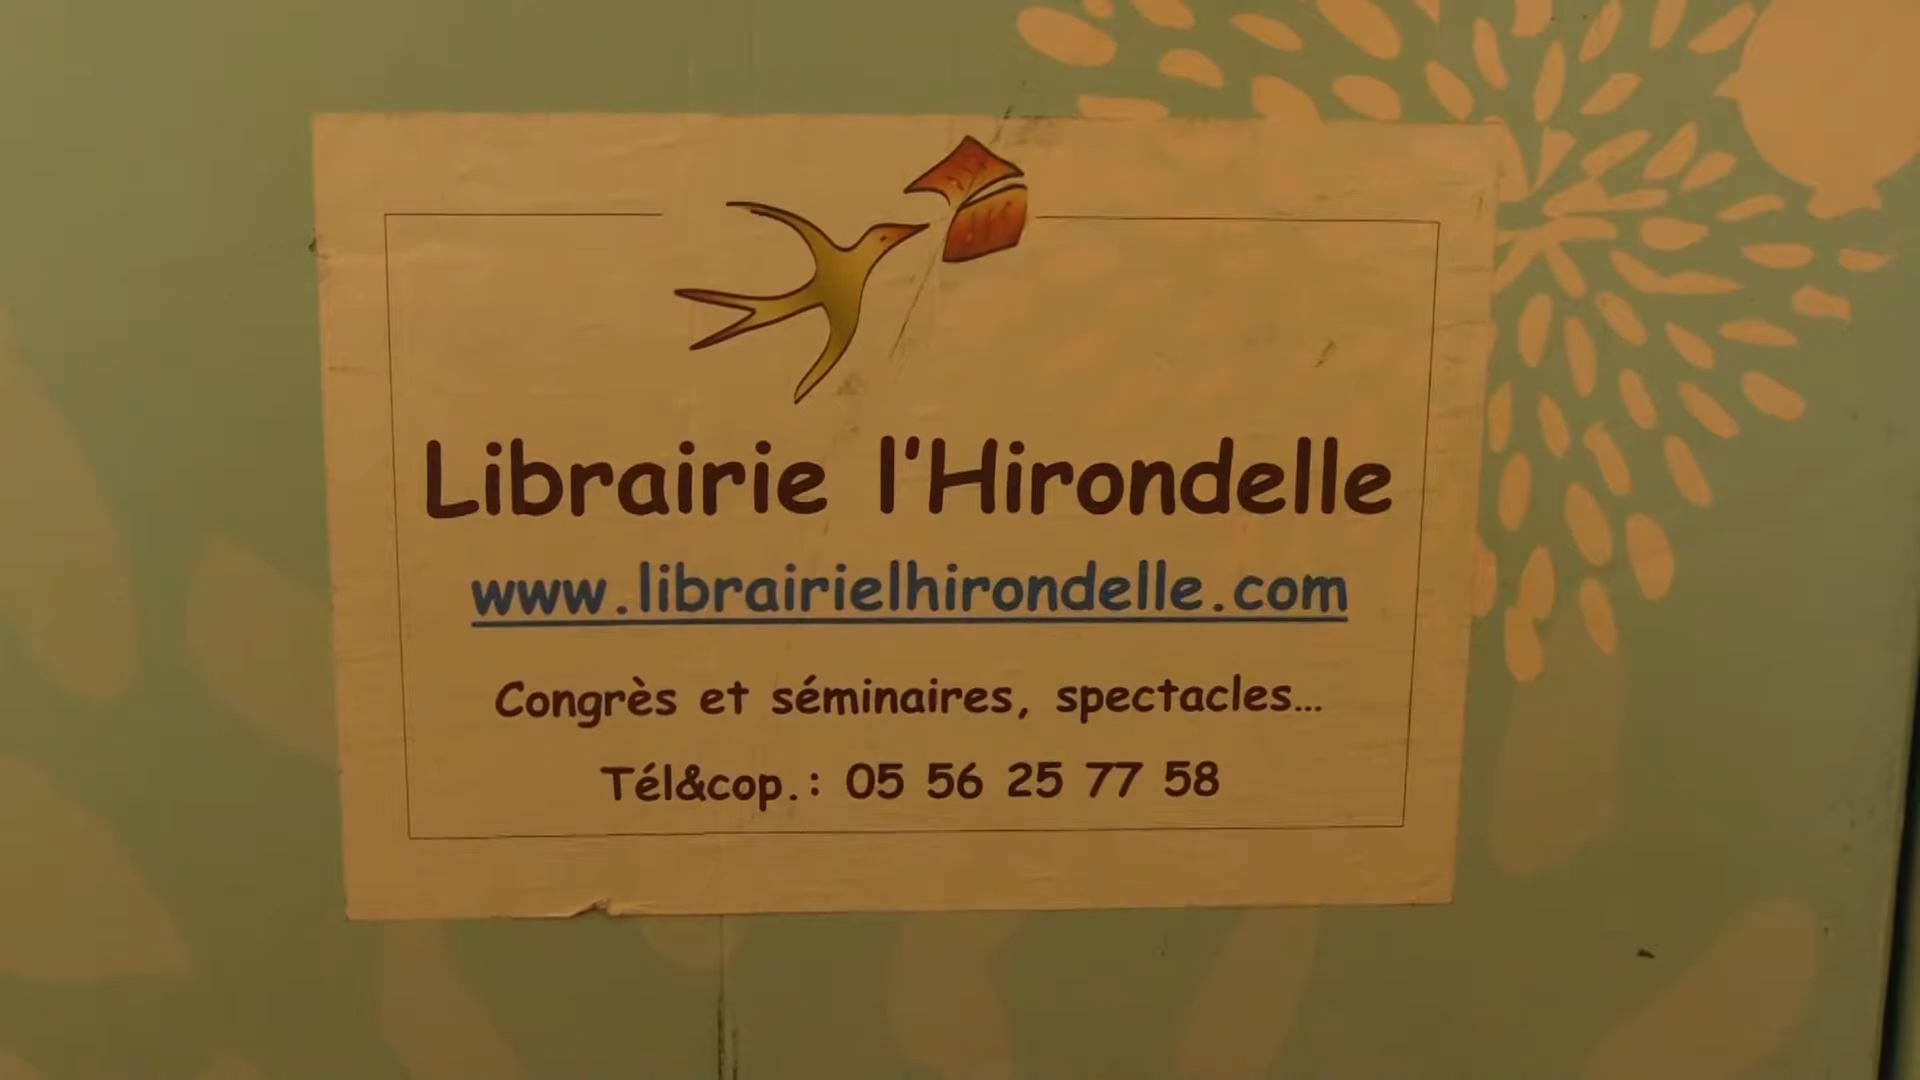 Librairie l'Hirondelle
www.librairielhirondelle.com
Congrès et séminaires, spectacles...
Tél&cop.: 05 56 25 77 58